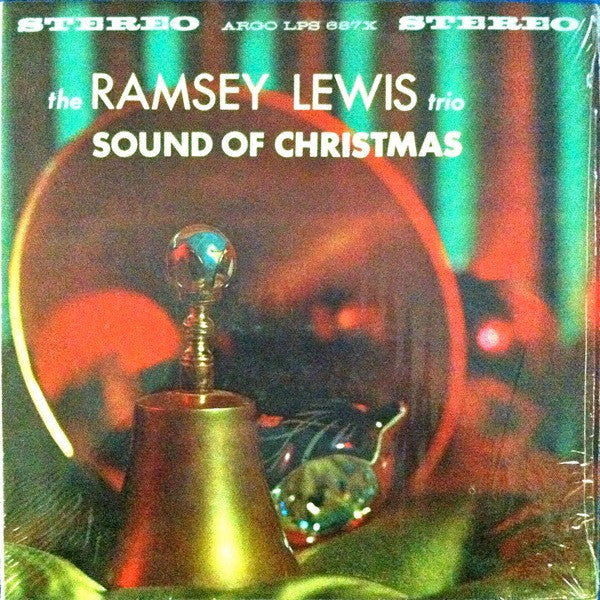 STEREO ARGO LPS 687X STEREO
the RAMSEY LEWIS trio
SOUND OF CHRISTMAS